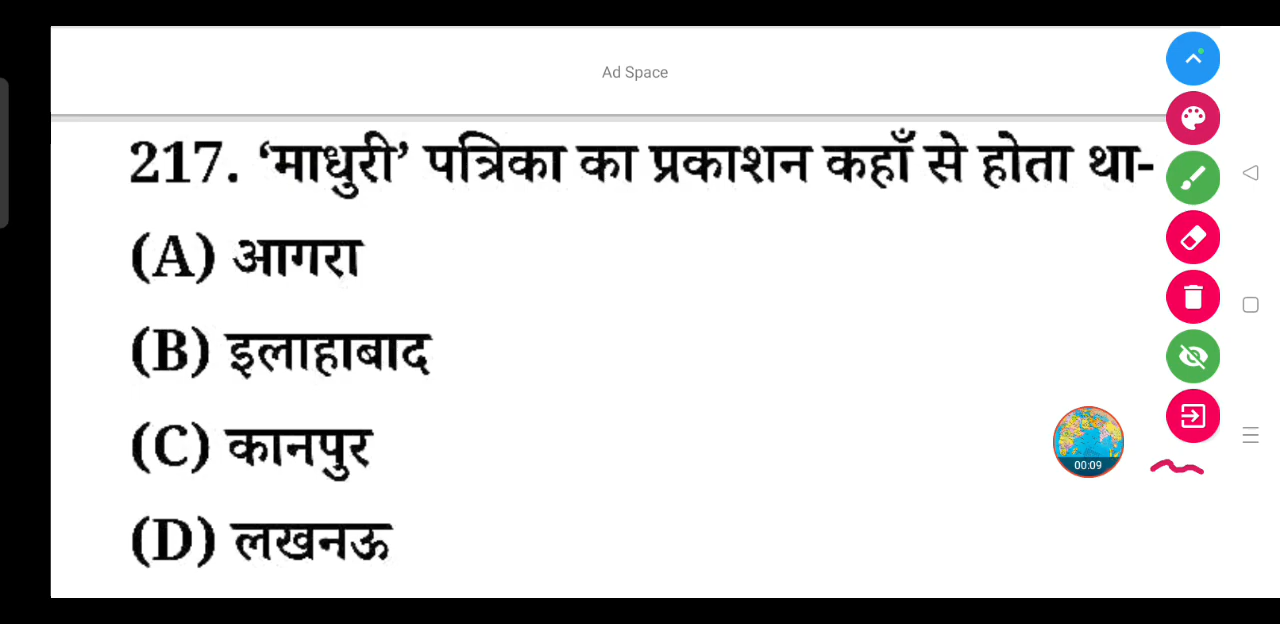 Ad Space
217. ‘माधुरी’ पत्रिका का प्रकाशन कहाँ से होता था-
(A) आगरा
(B) इलाहाबाद
(C) कानपुर
(D) लखनऊ
00:09